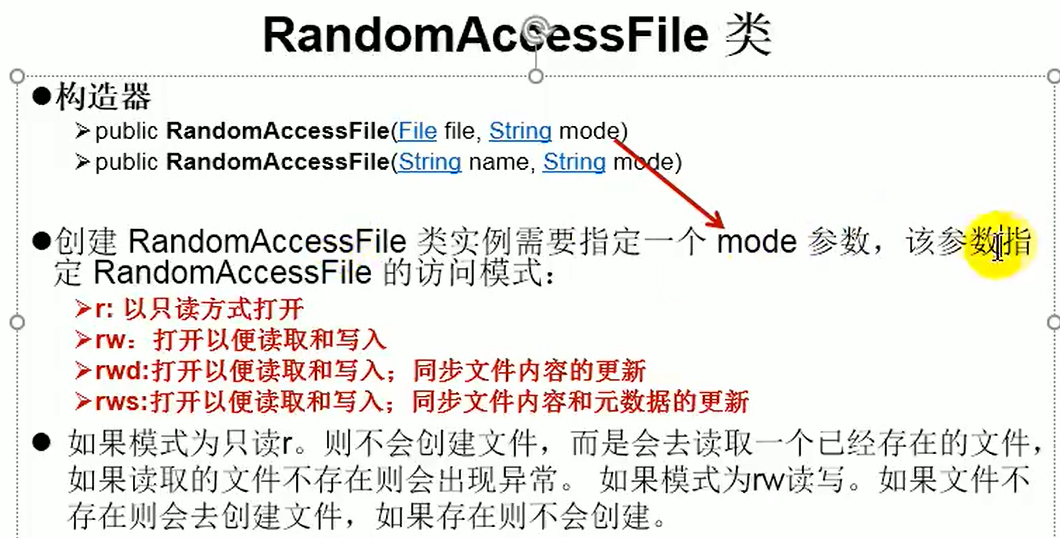 RandomAccessFile 类
●构造器
➢public RandomAccessFile(File file, String mode)
➢public RandomAccessFile(String name, String mode)
●创建 RandomAccessFile 类实例需要指定一个 mode 参数，该参数指
定 RandomAccessFile 的访问模式：
➢r: 以只读方式打开
➢rw：打开以便读取和写入
➢rwd:打开以便读取和写入；同步文件内容的更新
➢rws:打开以便读取和写入；同步文件内容和元数据的更新
● 如果模式为只读r。则不会创建文件，而是会去读取一个已经存在的文件，
如果读取的文件不存在则会出现异常。 如果模式为rw读写。如果文件不
存在则会去创建文件，如果存在则不会创建。